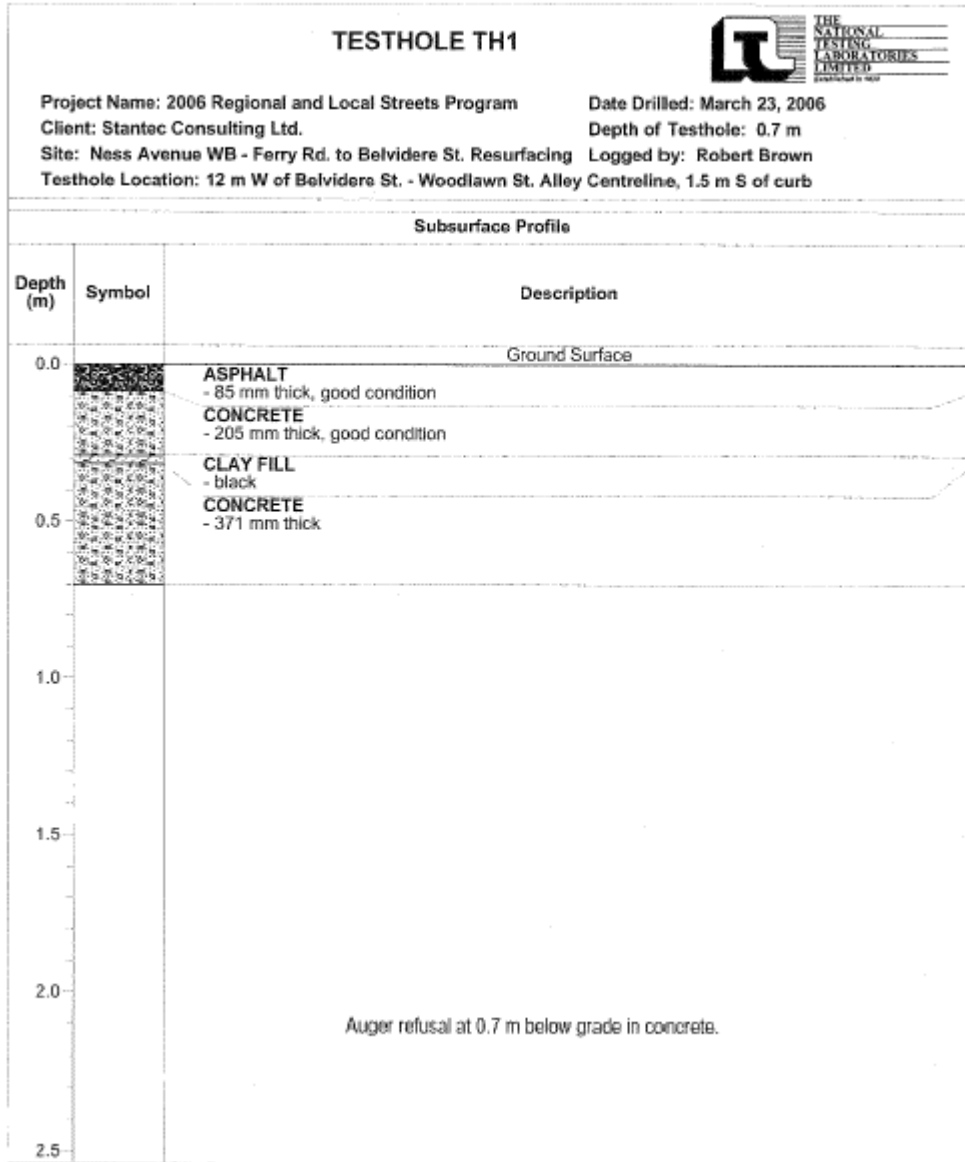 TESTHOLE TH1
THE
NATIONAL
TESTING
LABORATORIES
LIMITED
Project Name: 2006 Regional and Local Streets Program
Date Drilled: March 23, 2006
Client: Stantec Consulting Ltd.
Depth of Testhole: 0.7 m
Site: Ness Avenue WB - Ferry Rd. to Belvidere St. Resurfacing
Logged by: Robert Brown
Testhole Location: 12 m W of Belvidere St. - Woodlawn St. Alley Centreline, 1.5 m S of curb
Subsurface Profile
Depth
(m)
Symbol
Description
Ground Surface
0.0
ASPHALT
- 85 mm thick, good condition
CONCRETE
- 205 mm thick, good condition
CLAY FILL
- black
CONCRETE
- 371 mm thick
0.5
1.0
1.5
2.0
Auger refusal at 0.7 m below grade in concrete.
2.5